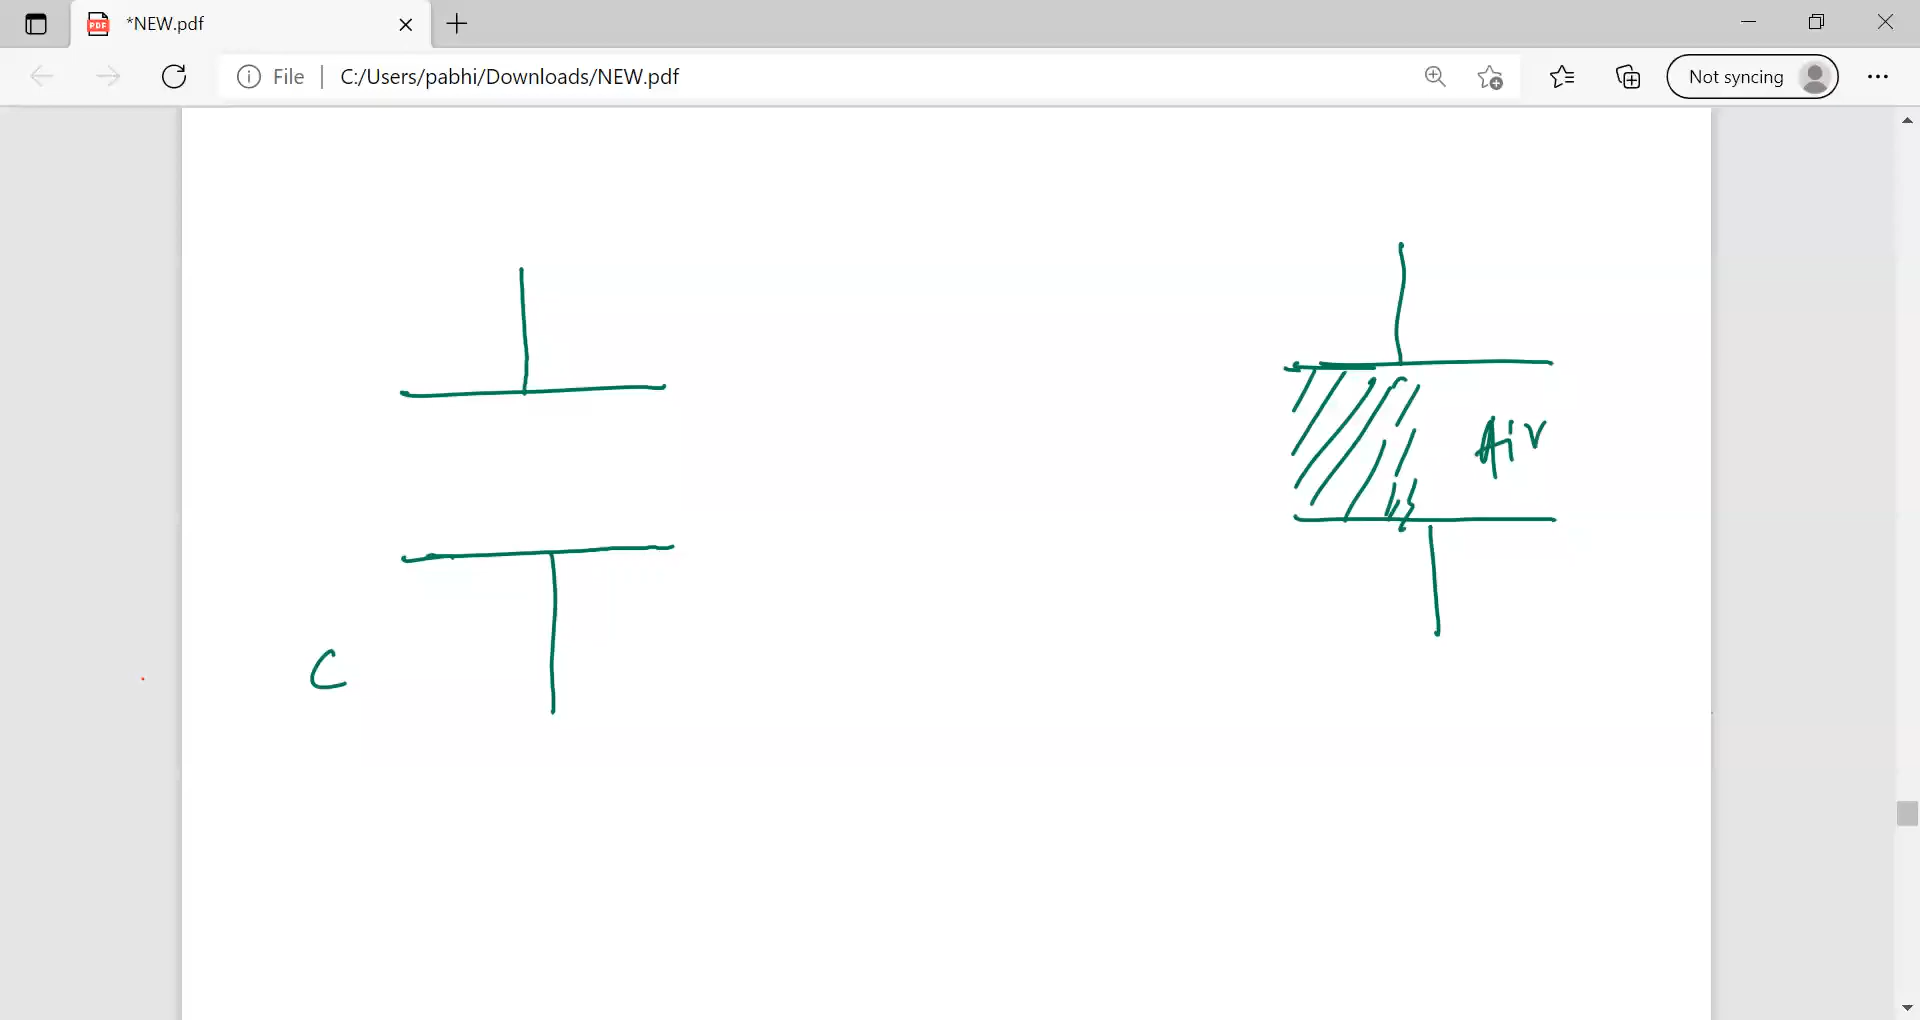 *NEW.pdf
File | C:/Users/pabhi/Downloads/NEW.pdf
Not syncing
Air
C